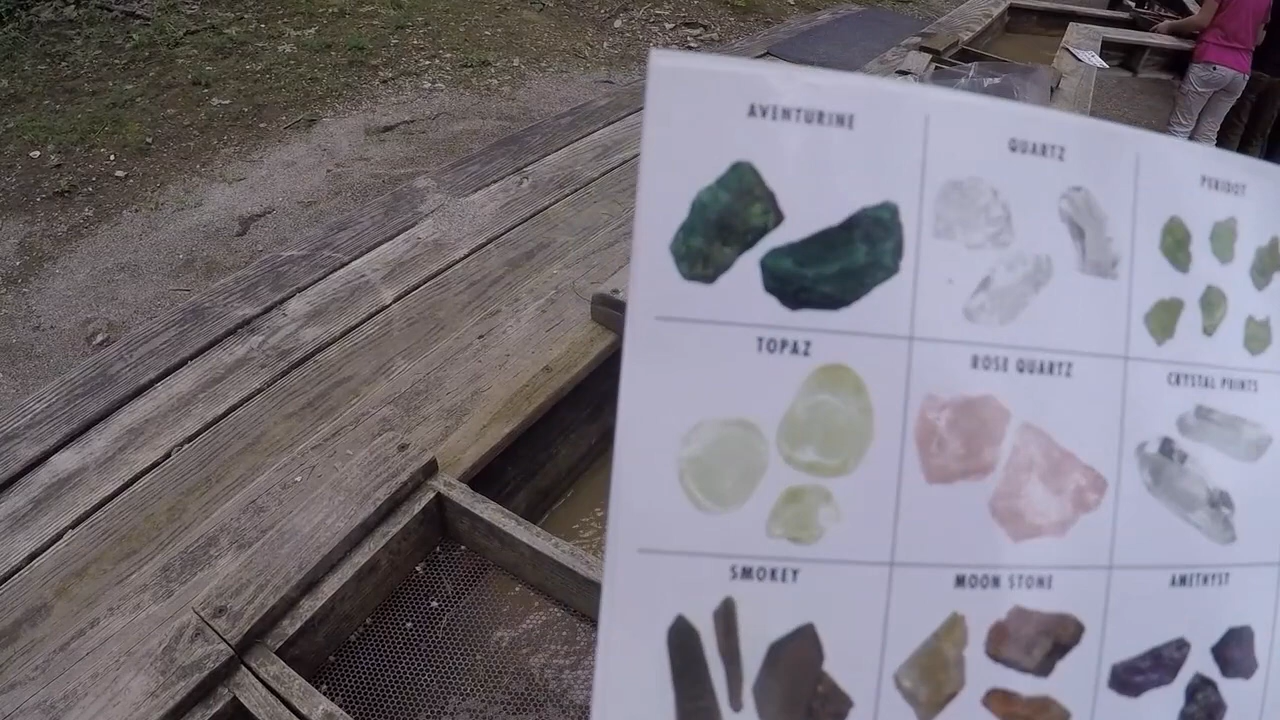 AVENTURINE
QUARTZ
PERIDOT
TOPAZ
ROSE QUARTZ
CRYSTAL POINTS
SMOKEY
MOON STONE
AMETHYST